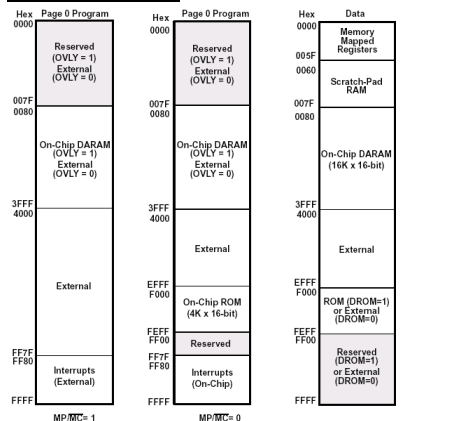 Hex Page 0 Program
0000
Reserved
(OVLY = 1)
External
(OVLY = 0)
007F
0080
On-Chip DARAM
(OVLY = 1)
External
(OVLY = 0)
3FFF
4000
External
FF7F
FF80
Interrupts
(External)
FFFF
MP/MC= 1
Hex Page 0 Program
0000
Reserved
(OVLY = 1)
External
(OVLY = 0)
007F
0080
On-Chip DARAM
(OVLY = 1)
External
(OVLY = 0)
3FFF
4000
External
EFFF
F000
On-Chip ROM
(4K x 16-bit)
FEFF
FF00
Reserved
FF7F
FF80
Interrupts
(On-Chip)
FFFF
MP/MC= 0
Hex Data
0000
Memory
Mapped
Registers
005F
0060
Scratch-Pad
RAM
007F
0080
On-Chip DARAM
(16K x 16-bit)
3FFF
4000
External
EFFF
F000
ROM (DROM=1)
or External
(DROM=0)
FEFF
FF00
Reserved
(DROM=1)
or External
(DROM=0)
FFFF